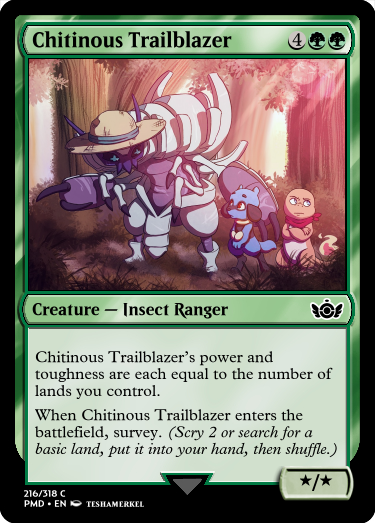 Chitinous Trailblazer 4
Creature — Insect Ranger
Chitinous Trailblazer's power and
toughness are each equal to the number of
lands you control.
When Chitinous Trailblazer enters the
battlefield, survey. (Scry 2 or search for a
basic land, put it into your hand, then shuffle.)
★/★
216/318 C
PMD • EN TESHAMERKEL